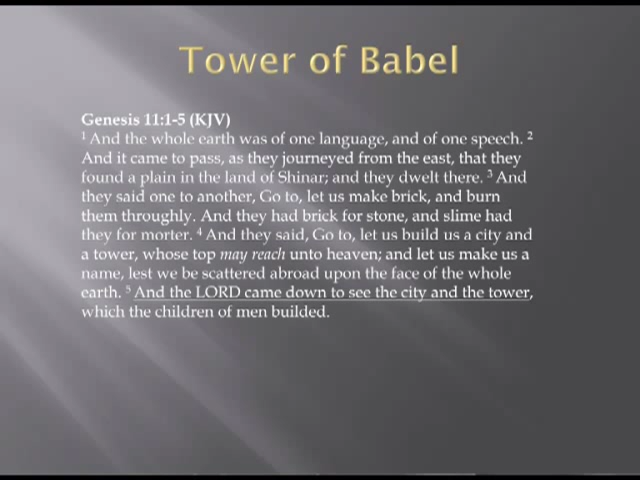 Tower of Babel
Genesis 11:1-5 (KJV)
1 And the whole earth was of one language, and of one speech. 2
And it came to pass, as they journeyed from the east, that they
found a plain in the land of Shinar; and they dwelt there. 3 And
they said one to another, Go to, let us make brick, and burn
them throughly. And they had brick for stone, and slime had
they for morter. 4 And they said, Go to, let us build us a city and
a tower, whose top may reach unto heaven; and let us make us a
name, lest we be scattered abroad upon the face of the whole
earth. 5 And the LORD came down to see the city and the tower,
which the children of men builded.